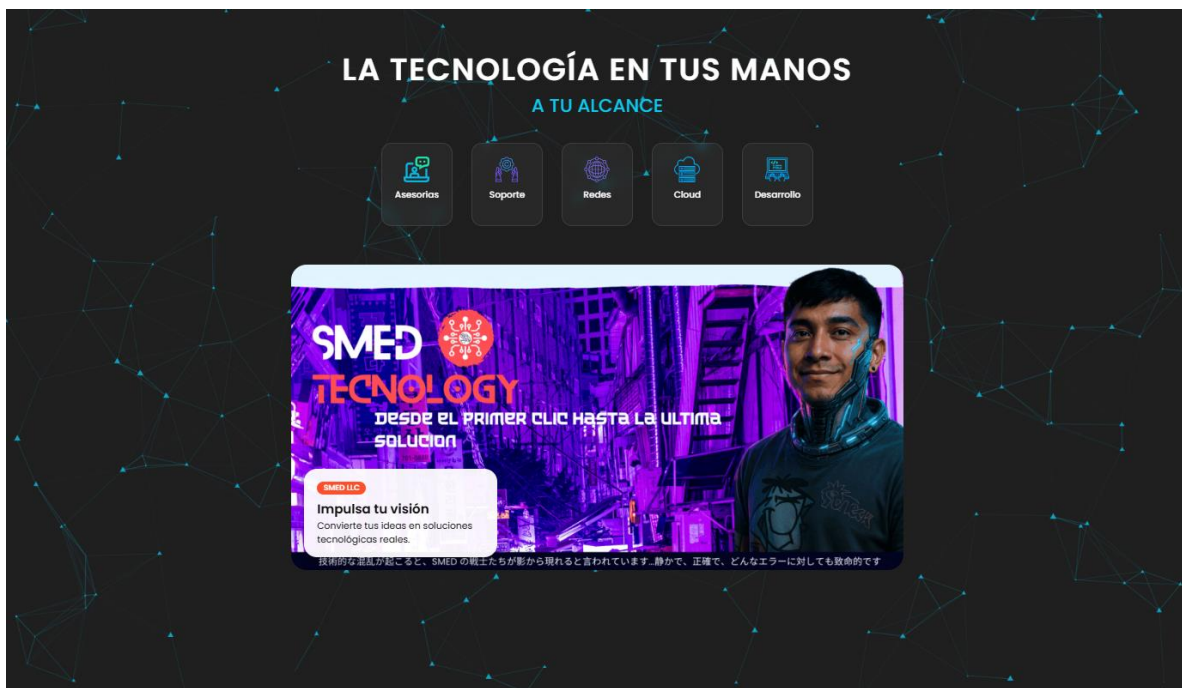 LA TECNOLOGÍA EN TUS MANOS
A TU ALCANCE
Asesorias
Soporte
Redes
Cloud
Desarrollo
SMED
TECNOLOGY
DESDE EL PRIMER CLIC HASTA LA ULTIMA
SOLUCION
SMED LLC
Impulsa tu visión
Convierte tus ideas en soluciones
tecnológicas reales.
技術的な混乱が起こると、SMED の戦士たちが影から現れると言われています...静かで、正確で、どんなエラーに対しても致命的です